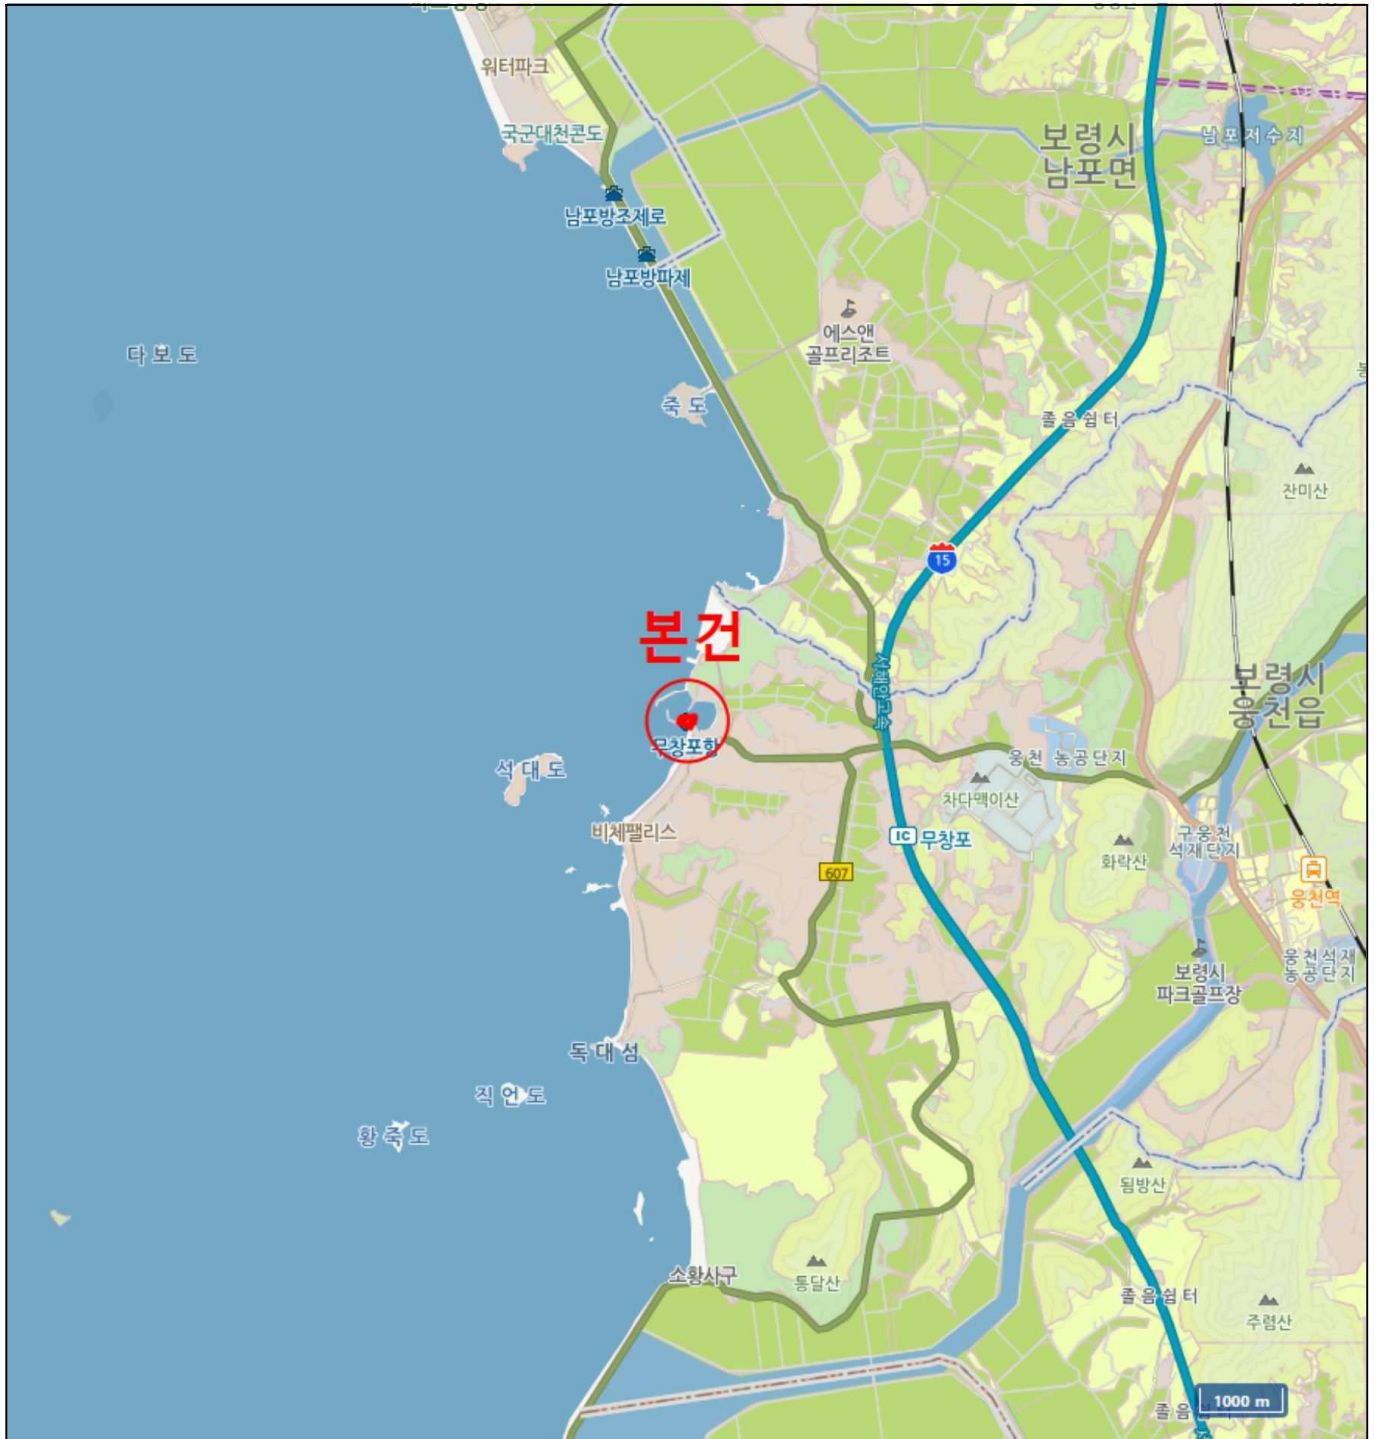 워터파크
국군대천콘도
보령시
남포면
남포저수지
남포방조제로
남포방파제
에스앤
골프리조트
다보도
죽도
졸음쉼터
잔미산
15
본건
서해안고속
보령시
웅천읍
무창포항
석대도
웅천 농공단지
차다맥이산
비체팰리스
IC 무창포
구웅천
석재단지
화락산
607
웅천역
웅천석재
농공단지
보령시
파크골프장
독대섬
직언도
황죽도
됨방산
소황사구
통달산
졸음쉼터
주렴산
1000 m
졸음쉼터